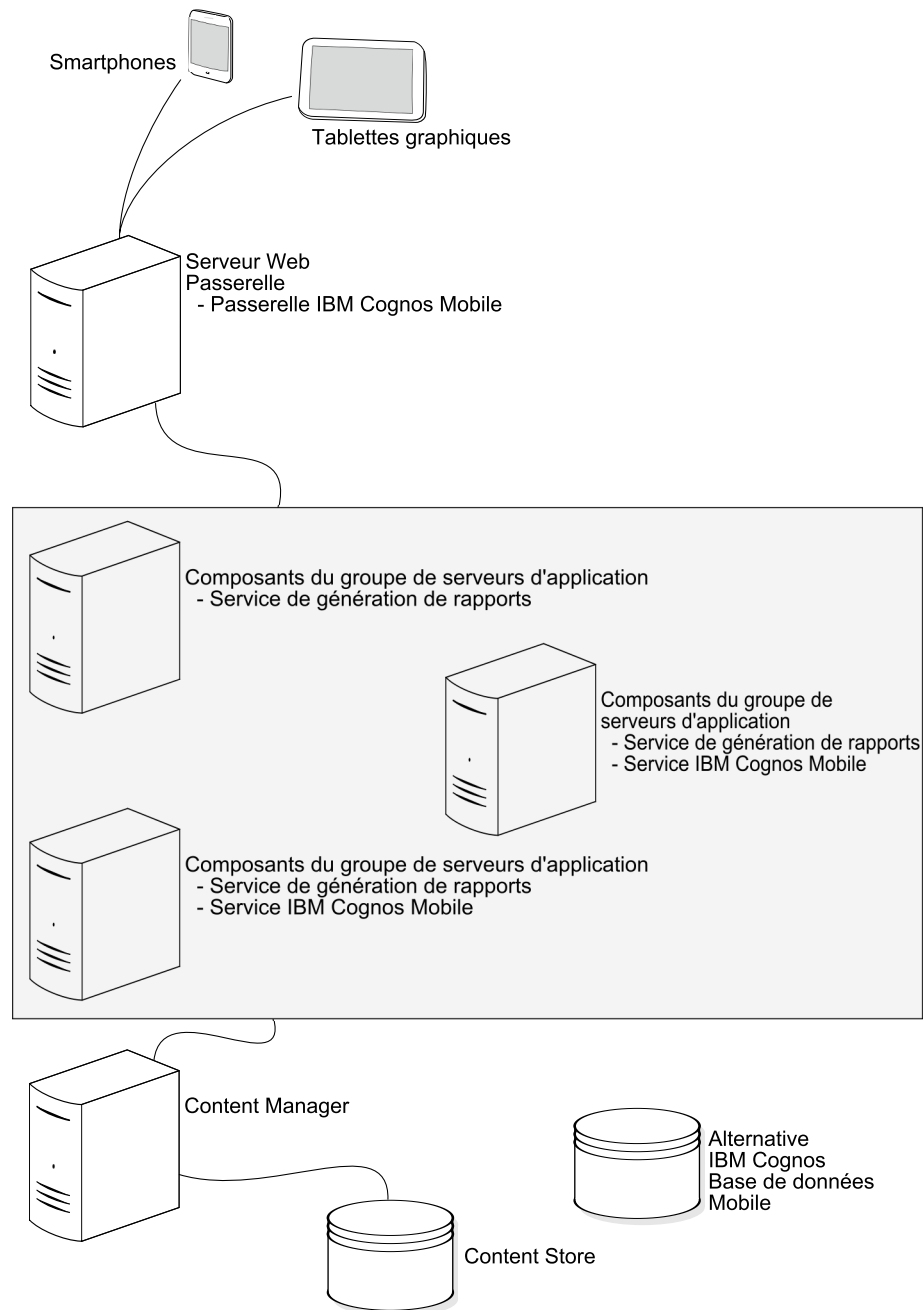 Smartphones
Tablettes graphiques
Serveur Web
Passerelle
- Passerelle IBM Cognos Mobile
Composants du groupe de serveurs d'application
- Service de génération de rapports
Composants du groupe de
serveurs d'application
- Service de génération de rapports
- Service IBM Cognos Mobile
Composants du groupe de serveurs d'application
- Service de génération de rapports
- Service IBM Cognos Mobile
Content Manager
Alternative
IBM Cognos
Base de données
Mobile
Content Store